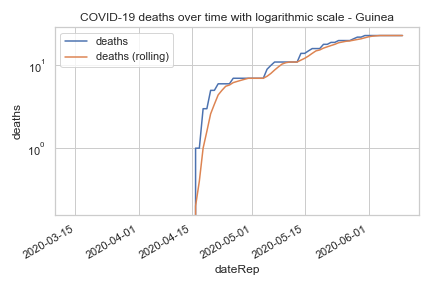 COVID-19 deaths over time with logarithmic scale - Guinea
deaths
deaths (rolling)
10¹
10⁰
deaths
2020-03-15
2020-04-01
2020-04-15
2020-05-01
2020-05-15
2020-06-01
dateRep